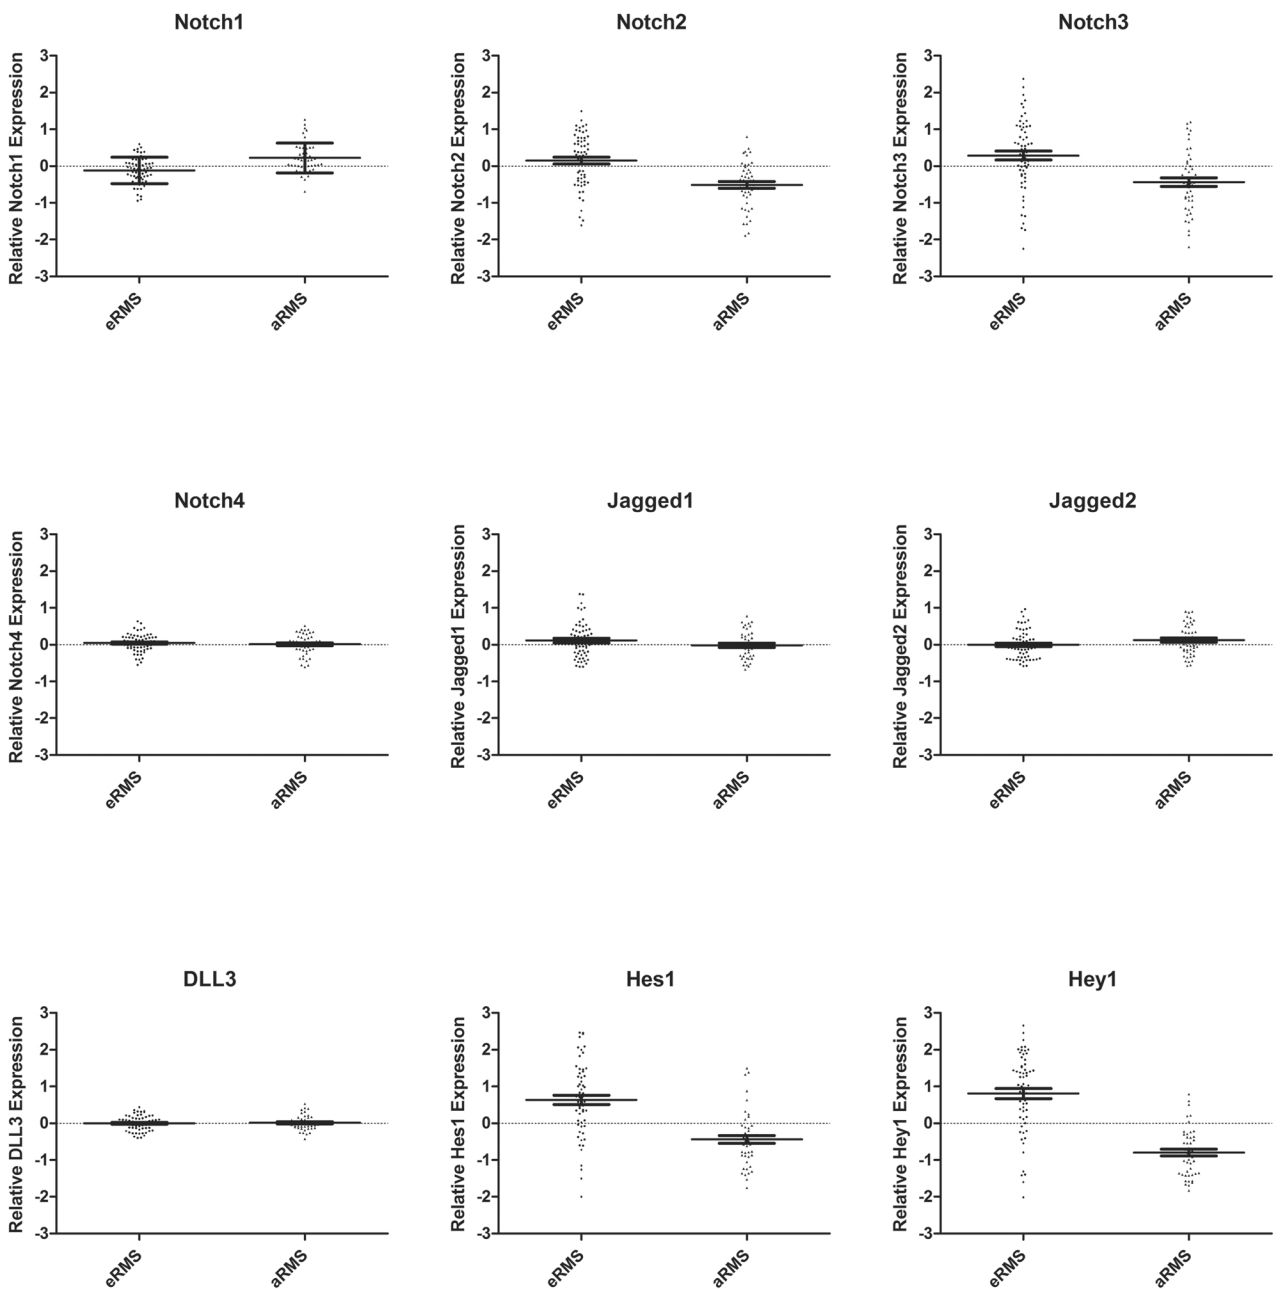 Notch1
Relative Notch1 Expression
3
2
1
0
-1
-2
-3
eRMS
aRMS
Notch2
Relative Notch2 Expression
3
2
1
0
-1
-2
-3
eRMS
aRMS
Notch3
Relative Notch3 Expression
3
2
1
0
-1
-2
-3
eRMS
aRMS
Notch4
Relative Notch4 Expression
3
2
1
0
-1
-2
-3
eRMS
aRMS
Jagged1
Relative Jagged1 Expression
3
2
1
0
-1
-2
-3
eRMS
aRMS
Jagged2
Relative Jagged2 Expression
3
2
1
0
-1
-2
-3
eRMS
aRMS
DLL3
Relative DLL3 Expression
3
2
1
0
-1
-2
-3
eRMS
aRMS
Hes1
Relative Hes1 Expression
3
2
1
0
-1
-2
-3
eRMS
aRMS
Hey1
Relative Hey1 Expression
3
2
1
0
-1
-2
-3
eRMS
aRMS